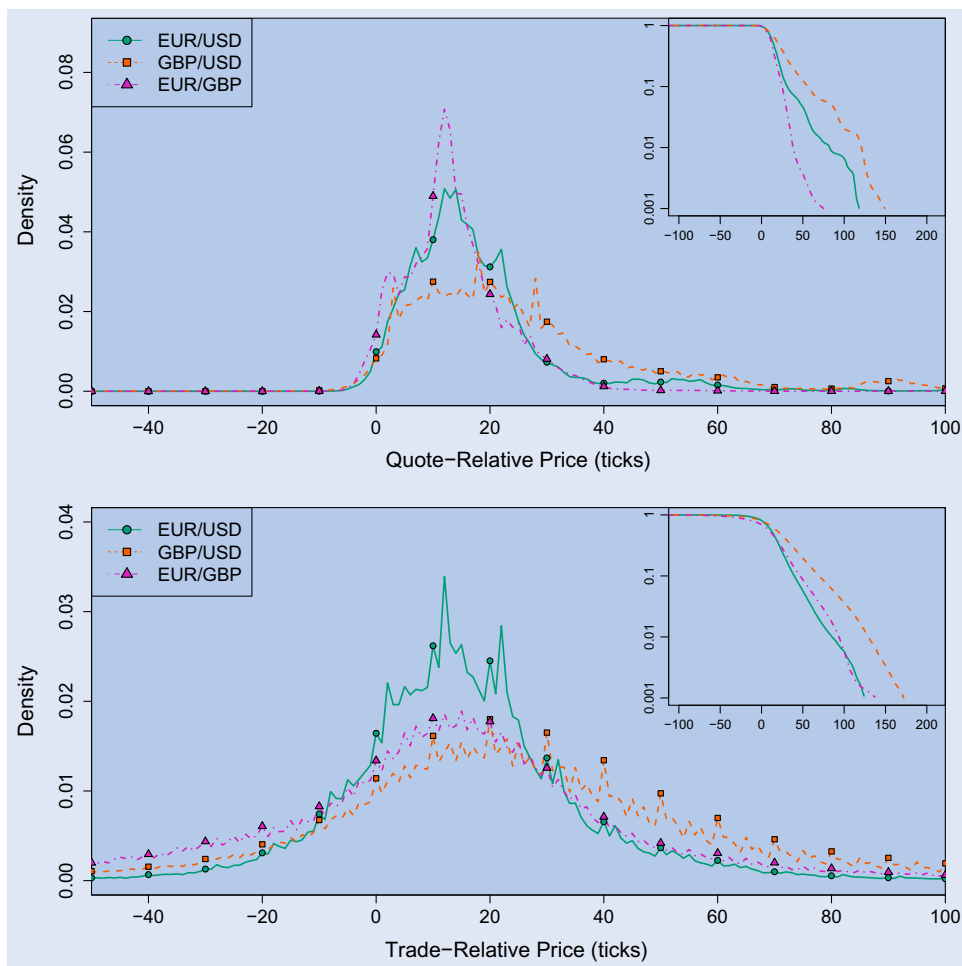 EUR/USD
GBP/USD
EUR/GBP
Density
0.00 0.02 0.04 0.06 0.08
−40 −20 0 20 40 60 80 100
Quote−Relative Price (ticks)
1
0.1
0.01
0.001
−100 −50 0 50 100 150 200
EUR/USD
GBP/USD
EUR/GBP
Density
0.00 0.01 0.02 0.03 0.04
−40 −20 0 20 40 60 80 100
Trade−Relative Price (ticks)
1
0.1
0.01
0.001
−100 0 50 100 150 200